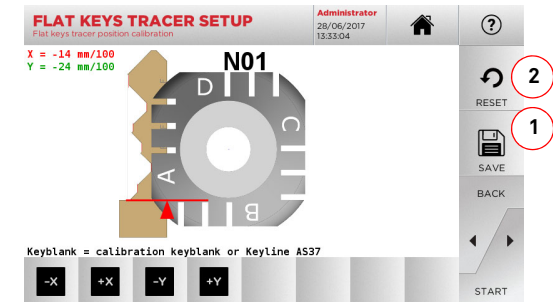 FLAT KEYS TRACER SETUP
Flat keys tracer position calibration
Administrator
28/06/2017
13:33:04
?
X = -14 mm/100
Y = -24 mm/100
N01
D
C
B
A
2
RESET
1
SAVE
BACK
Keyblank = calibration keyblank or Keyline AS37
-X
+X
-Y
+Y
START